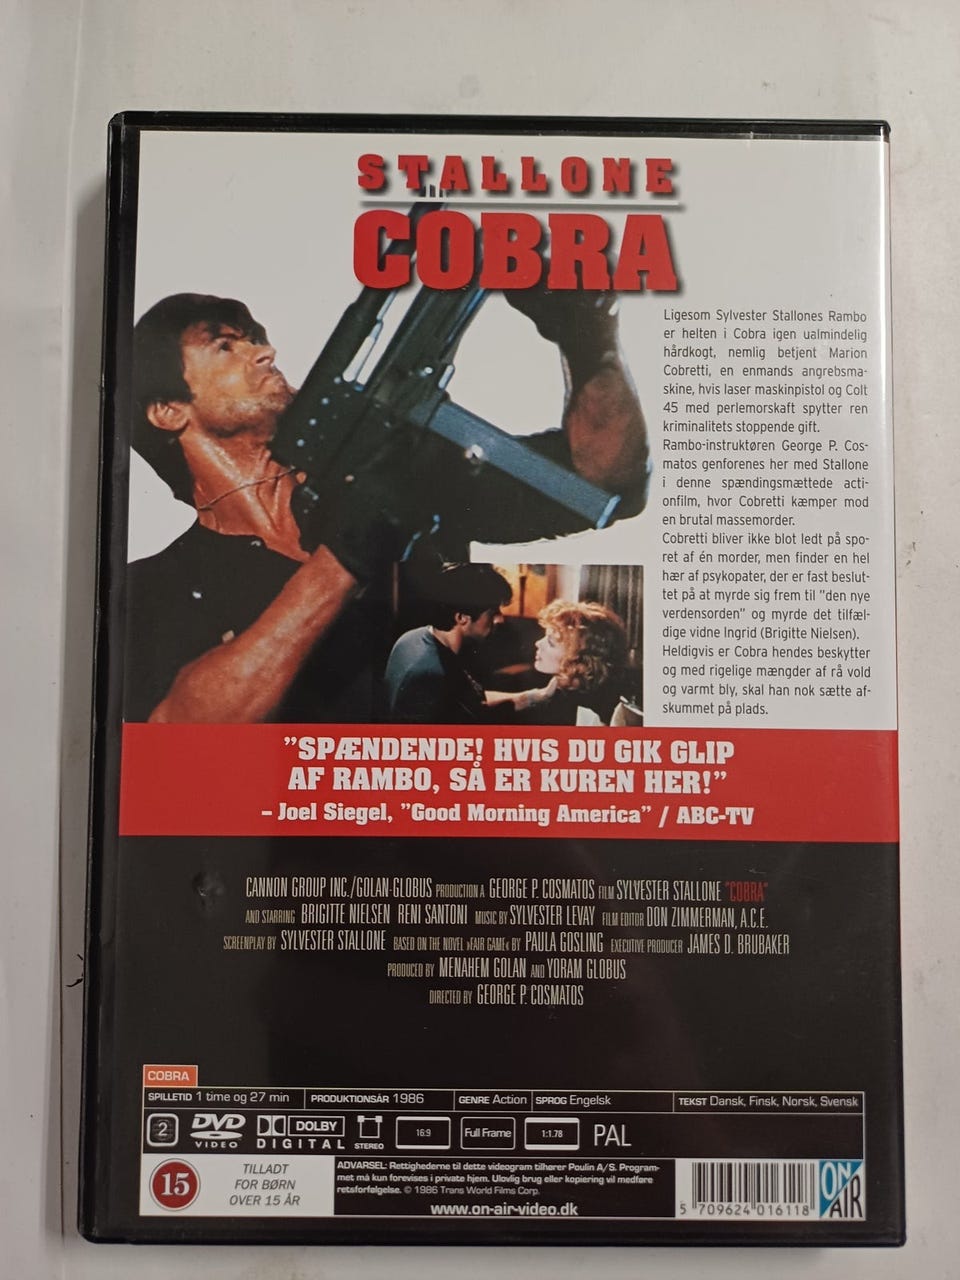 STALLONE
COBRA
Ligesom Sylvester Stallones Rambo
er helten i Cobra igen ualmindelig
hårdkogt, nemlig betjent Marion
Cobretti, en enmands angrebsma-
skine, hvis laser maskinpistol og Colt
45 med perlemorskaft spytter ren
kriminalitets stoppende gift.
Rambo-instruktøren George P. Cos-
matos genforenes her med Stallone
i denne spændingsmættede acti-
onfilm, hvor Cobretti kæmper mod
en brutal massemorder.
Cobretti bliver ikke blot ledt på spo-
ret af én morder, men finder en hel
hær af psykopater, der er fast beslut-
tet på at myrde sig frem til "den nye
verdensorden" og myrde det tilfæl-
dige vidne Ingrid (Brigitte Nielsen).
Heldigvis er Cobra hendes beskytter
og med rigelige mængder af rå vold
og varmt bly, skal han nok sætte af-
skummet på plads.
"SPÆNDENDE! HVIS DU GIK GLIP
AF RAMBO, SÅ ER KUREN HER!"
– Joel Siegel, "Good Morning America" / ABC-TV
CANNON GROUP INC./GOLAN-GLOBUS PRODUCTION A GEORGE P. COSMATOS FILM SYLVESTER STALLONE "COBRA"
AND STARRING BRIGITTE NIELSEN RENI SANTONI MUSIC BY SYLVESTER LEVAY FILM EDITOR DON ZIMMERMAN, A.C.E.
SCREENPLAY BY SYLVESTER STALLONE BASED ON THE NOVEL »FAIR GAME« BY PAULA GOSLING EXECUTIVE PRODUCER JAMES D. BRUBAKER
PRODUCED BY MENAHEM GOLAN AND YORAM GLOBUS
DIRECTED BY GEORGE P. COSMATOS
COBRA
SPILLETID 1 time og 27 min PRODUKTIONSÅR 1986 GENRE Action SPROG Engelsk TEKST Dansk, Finsk, Norsk, Svensk
2 DVD VIDEO DOLBY DIGITAL STEREO 16:9 Full Frame 1:1.78 PAL
15
TILLADT
FOR BØRN
OVER 15 ÅR
ADVARSEL: Rettighederne til dette videogram tilhører Poulin A/S. Program-
met må kun forevises i private hjem. Ulovlig brug eller kopiering vil medføre
retsforfølgelse. © 1986 Trans World Films Corp.
www.on-air-video.dk
5 709624 016118
ON AIR